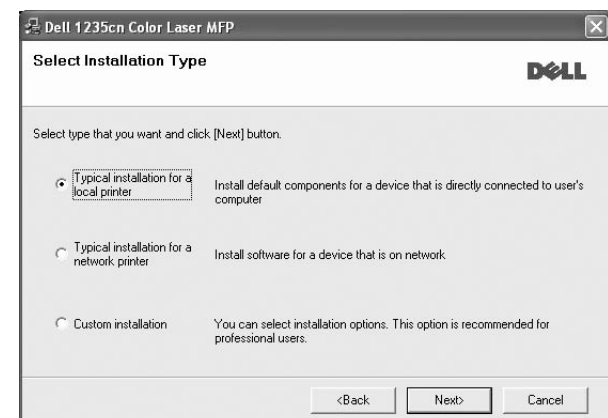 Dell 1235cn Color Laser MFP
Select Installation Type
DELL
Select type that you want and click [Next] button.
Typical installation for a
local printer
Install default components for a device that is directly connected to user's
computer
Typical installation for a
network printer
Install software for a device that is on network
Custom installation
You can select installation options. This option is recommended for
professional users.
<Back
Next>
Cancel